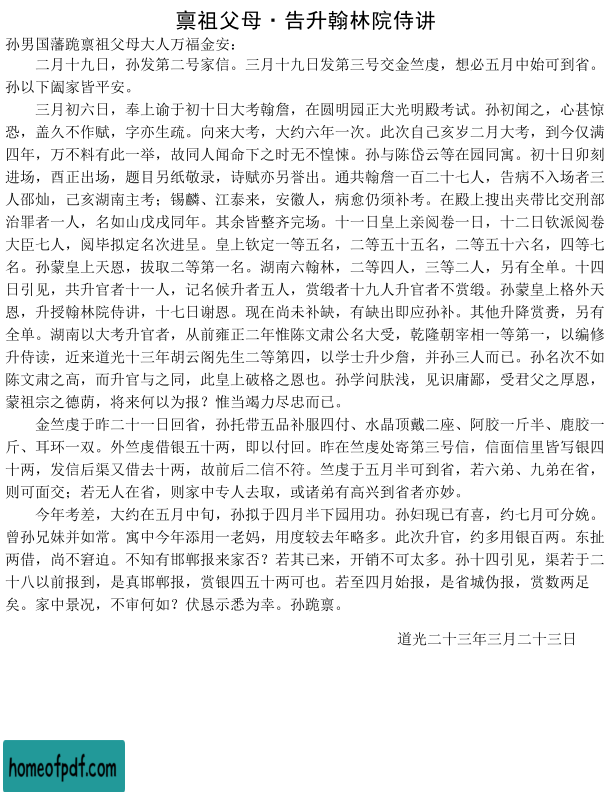 禀祖父母·告升翰林院侍讲
孙男国藩跪禀祖父母大人万福金安：
二月十九日，孙发第二号家信。三月十九日发第三号交金竺虔，想必五月中始可到省。
孙以下阖家皆平安。
三月初六日，奉上谕于初十日大考翰詹，在圆明园正大光明殿考试。孙初闻之，心甚惊
恐，盖久不作赋，字亦生疏。向来大考，大约六年一次。此次自己亥岁二月大考，到今仅满
四年，万不料有此一举，故同人闻命下之时无不惶悚。孙与陈岱云等在园同寓。初十日卯刻
进场，酉正出场，题目另纸敬录，诗赋亦另誊出。通共翰詹一百二十七人，告病不入场者三
人邵灿，己亥湖南主考；锡麟、江泰来，安徽人，病愈仍须补考。在殿上搜出夹带比交刑部
治罪者一人，名如山戊戌同年。其余皆整齐完场。十一日皇上亲阅卷一日，十二日钦派阅卷
大臣七人，阅毕拟定名次进呈。皇上钦定一等五名，二等五十五名，二等五十六名，四等七
名。孙蒙皇上天恩，拔取二等第一名。湖南六翰林，二等四人，三等二人，另有全单。十四
日引见，共升官者十一人，记名候升者五人，赏缎者十九人升官者不赏缎。孙蒙皇上格外天
恩，升授翰林院侍讲，十七日谢恩。现在尚未补缺，有缺出即应孙补。其他升降赏赉，另有
全单。湖南以大考升官者，从前雍正二年惟陈文肃公名大受，乾隆朝宰相一等第一，以编修
升侍读，近来道光十三年胡云阁先生二等第四，以学士升少詹，并孙三人而已。孙名次不如
陈文肃之高，而升官与之同，此皇上破格之恩也。孙学问肤浅，见识庸鄙，受君父之厚恩，
蒙祖宗之德荫，将来何以为报？惟当竭力尽忠而已。
金竺虔于昨二十一日回省，孙托带五品补服四付、水晶顶戴二座、阿胶一斤半、鹿胶一
斤、耳环一双。外竺虔借银五十两，即以付回。昨在竺虔处寄第三号信，信面信里皆写银四
十两，发信后渠又借去十两，故前后二信不符。竺虔于五月半可到省，若六弟、九弟在省，
则可面交；若无人在省，则家中专人去取，或诸弟有高兴到省者亦妙。
今年考差，大约在五月中旬，孙拟于四月半下园用功。孙妇现已有喜，约七月可分娩。
曾孙兄妹并如常。寓中今年添用一老妈，用度较去年略多。此次升官，约多用银百两。东扯
两借，尚不窘迫。不知有邯郸报来家否？若其已来，开销不可太多。孙十四引见，渠若于二
十八以前报到，是真邯郸报，赏银四五十两可也。若至四月始报，是省城伪报，赏数两足
矣。家中景况，不审何如？伏恳示悉为幸。孙跪禀。
道光二十三年三月二十三日
homeofpdf.com